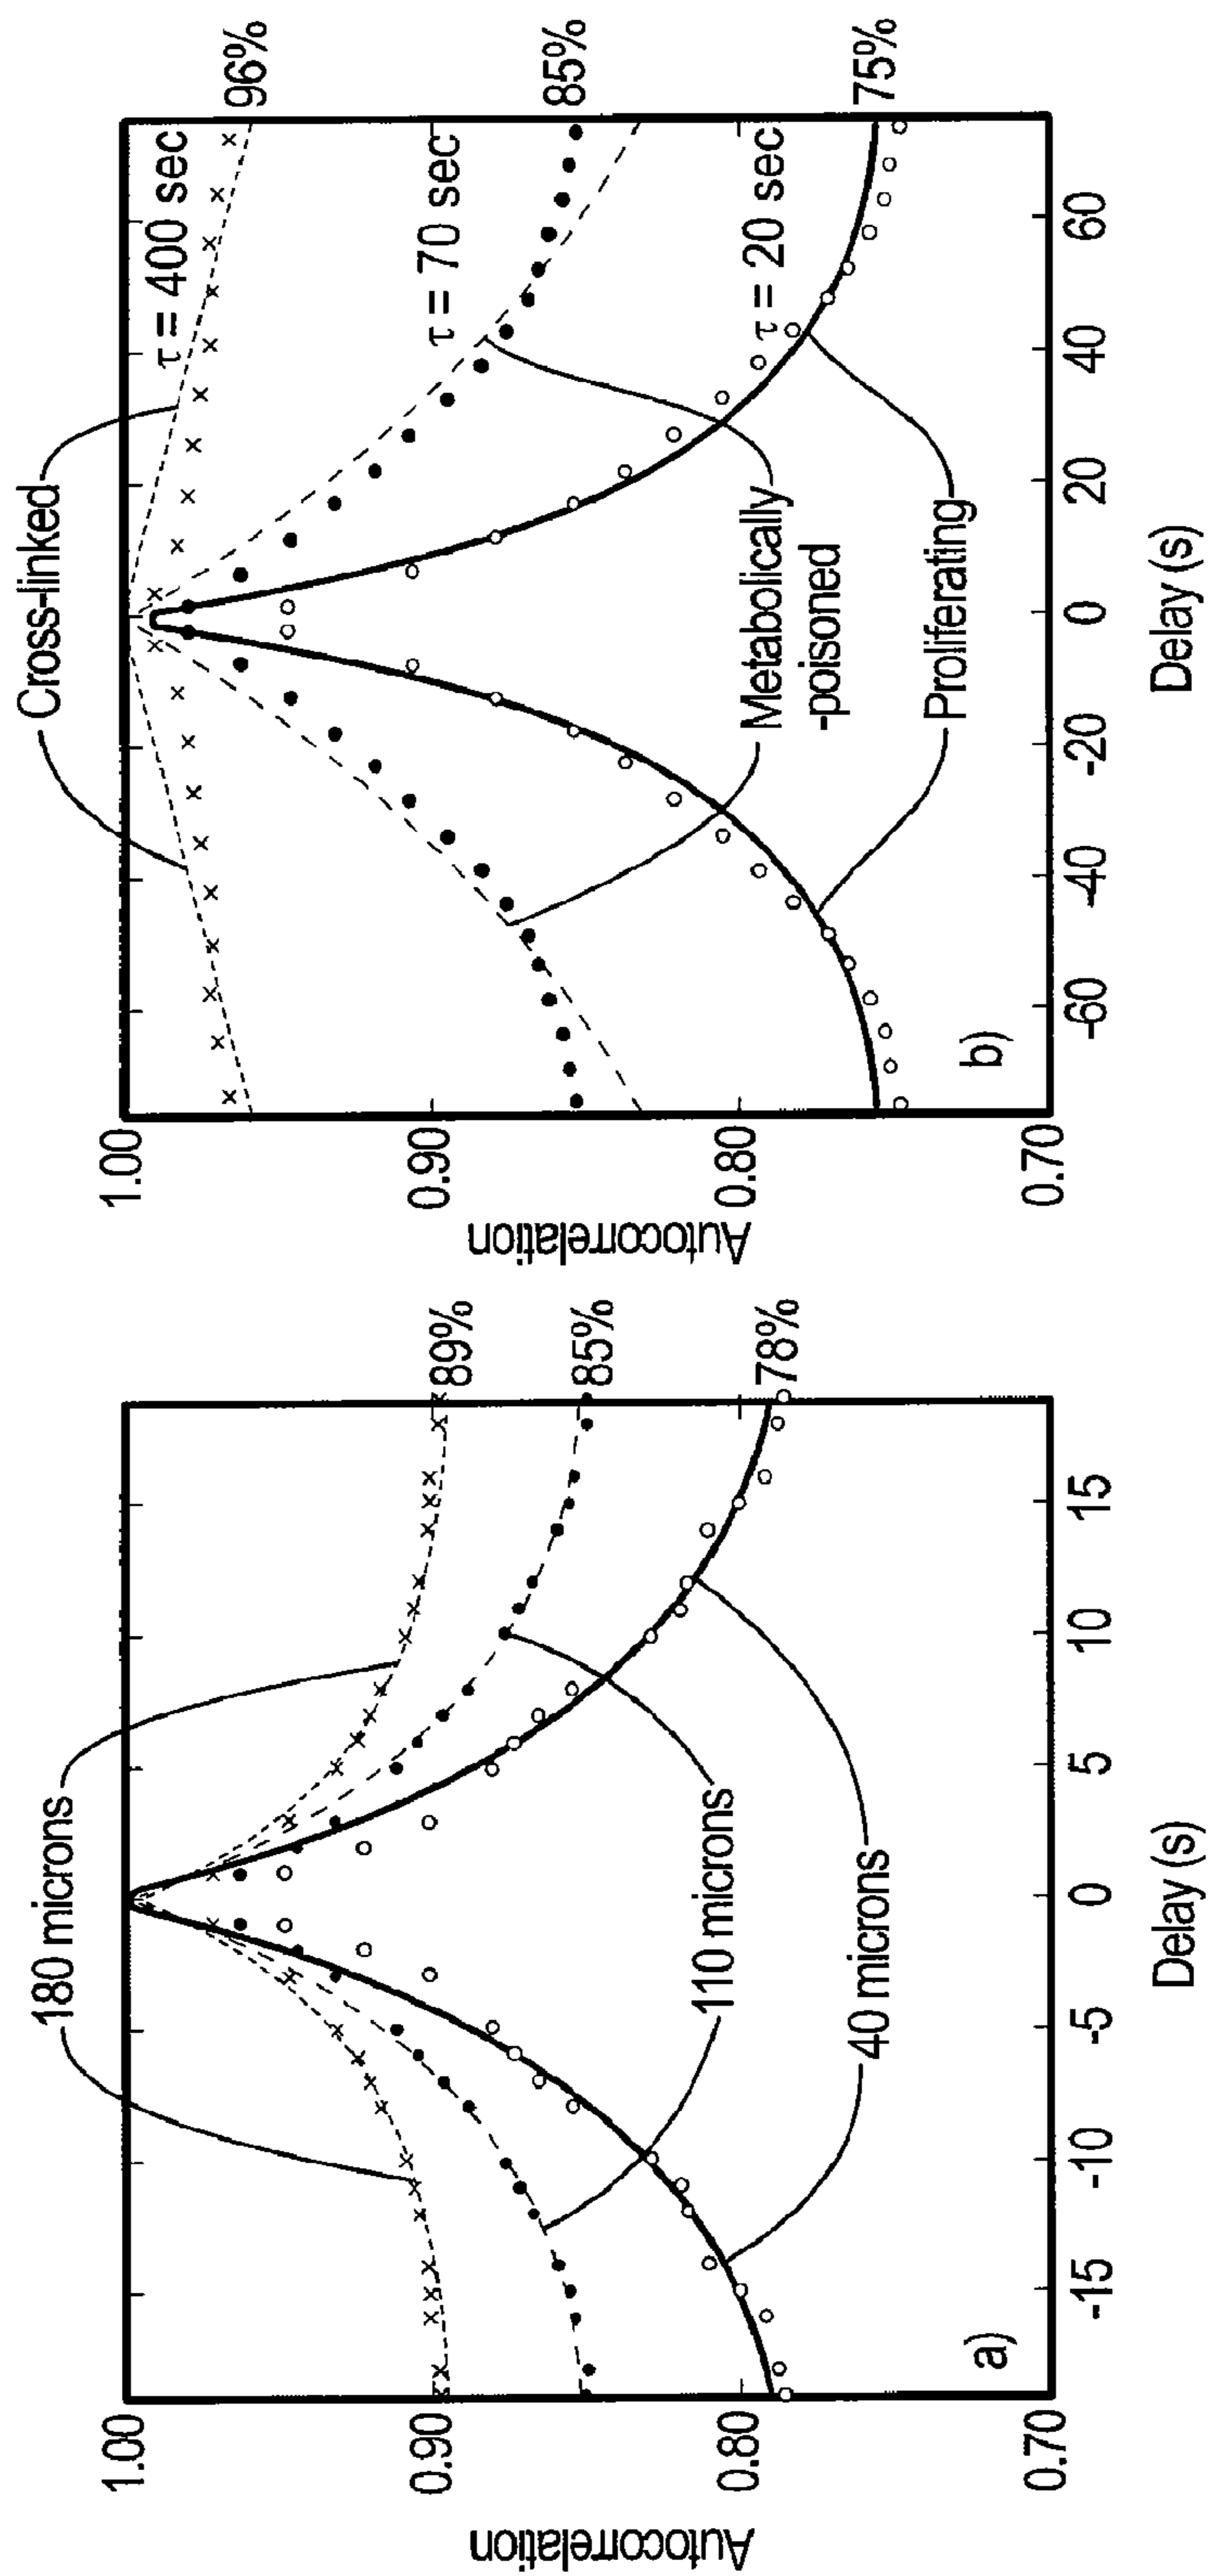 180 microns
1.00
0.90
0.80
0.70
Autocorrelation
89%
85%
78%
110 microns
40 microns
a)
-15
-10
-5
0
5
10
15
Delay (s)
Cross-linked
1.00
0.90
0.80
0.70
Autocorrelation
τ = 400 sec
96%
τ = 70 sec
85%
τ = 20 sec
75%
Metabolically
-poisoned
Proliferating
b)
-60
-40
-20
0
20
40
60
Delay (s)